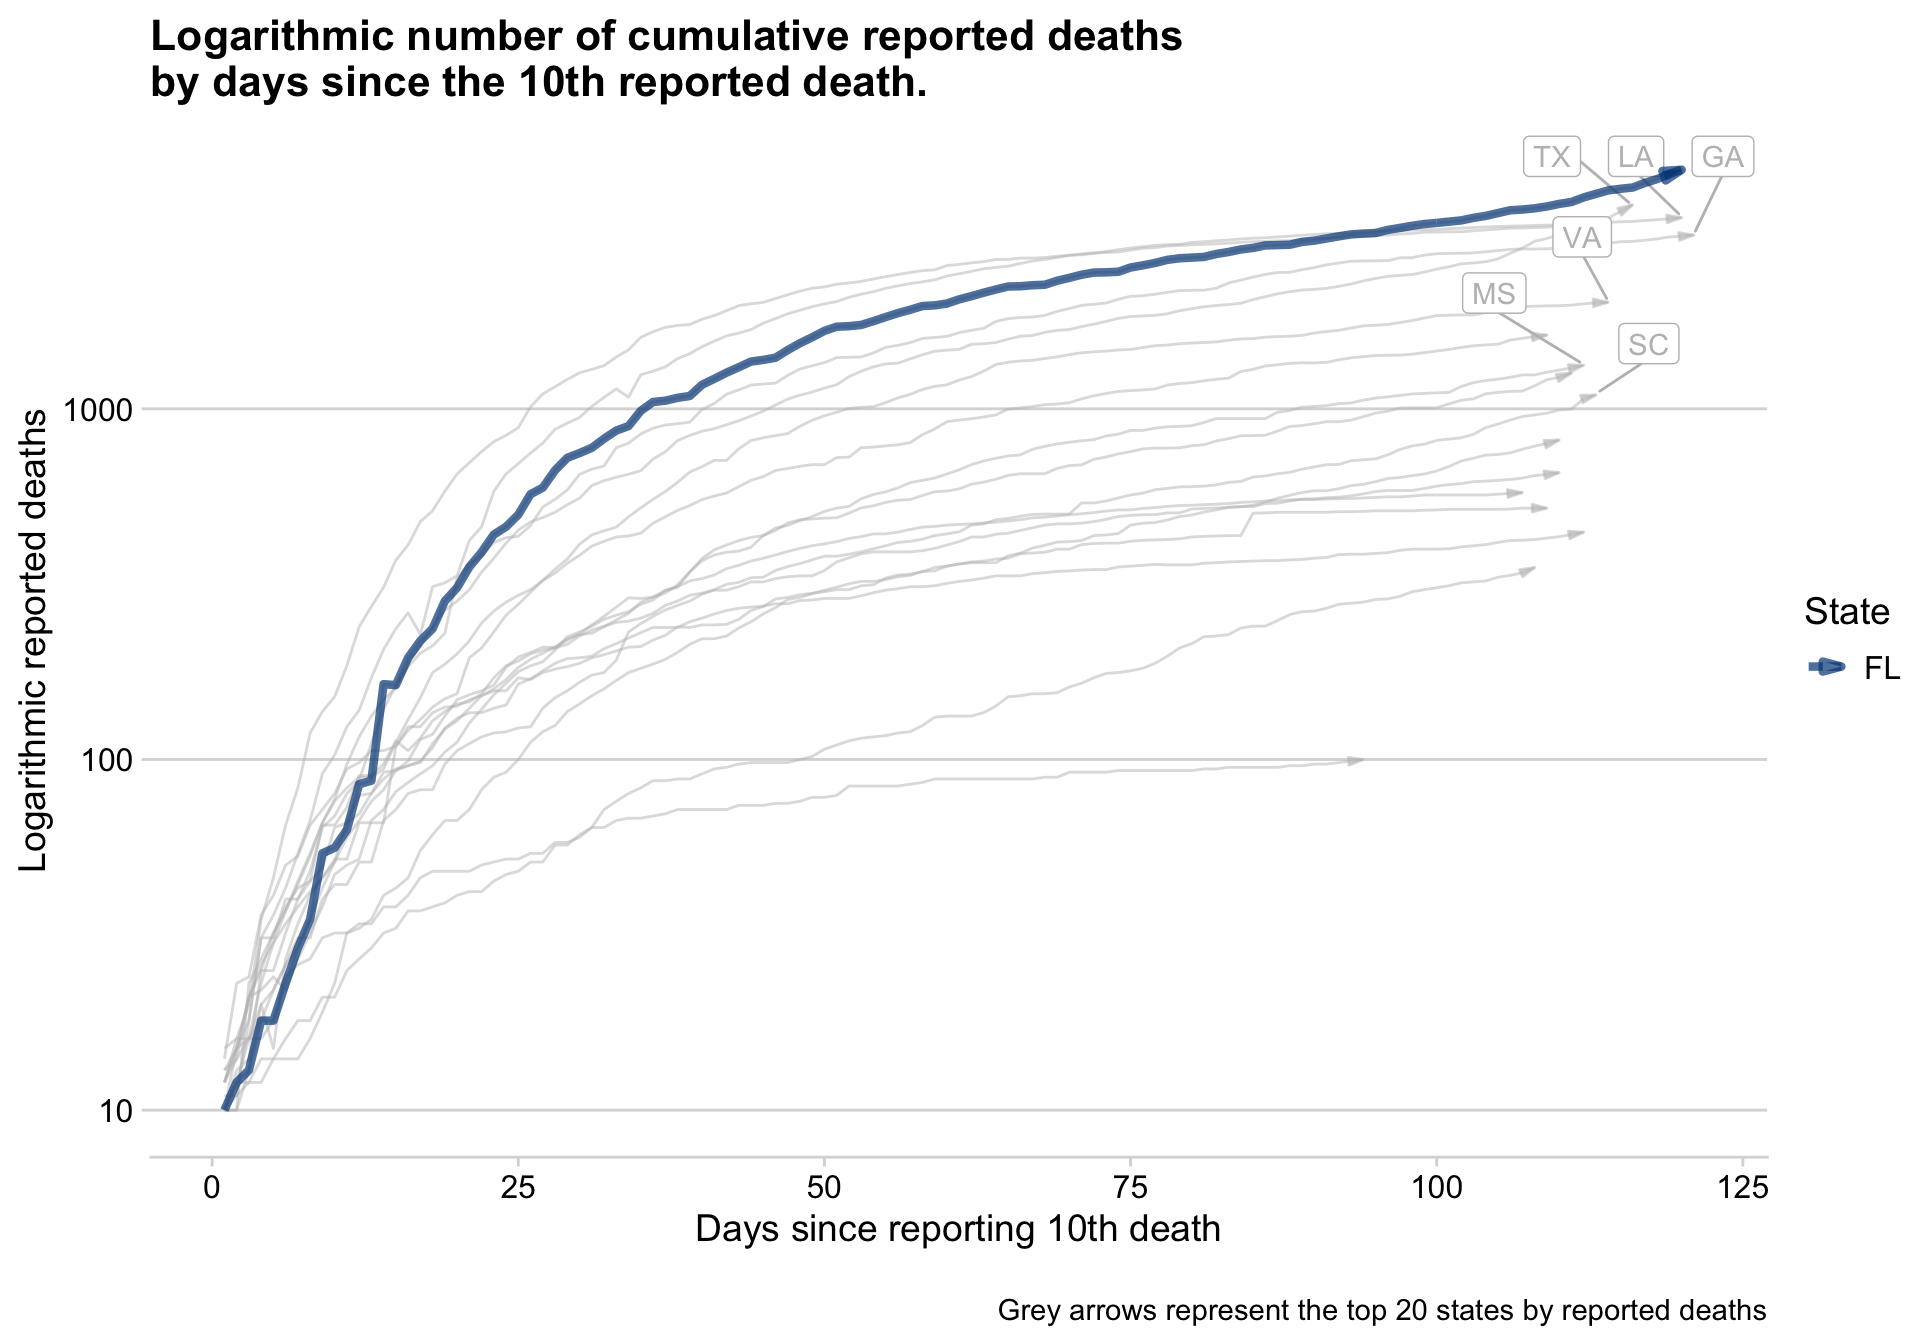 Logarithmic number of cumulative reported deaths
by days since the 10th reported death.
TX
LA
GA
VA
MS
SC
Logarithmic reported deaths
1000
100
10
State
FL
0
25
50
75
100
125
Days since reporting 10th death
Grey arrows represent the top 20 states by reported deaths